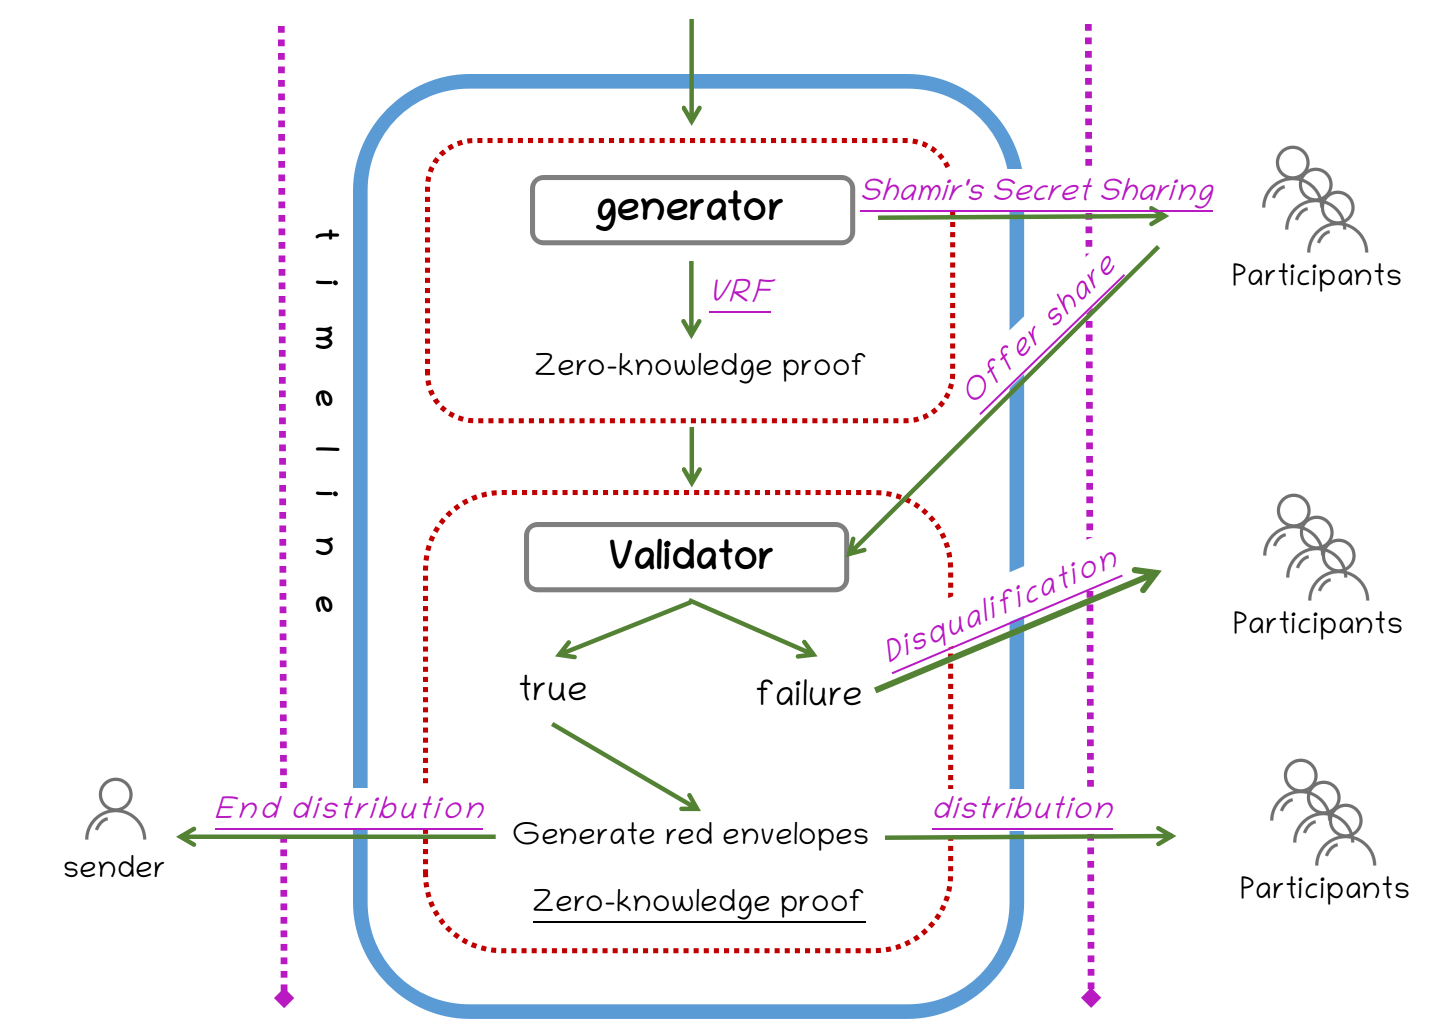 generator
Shamir's Secret Sharing
Participants
VRF
Zero-knowledge proof
Offer share
timeline
Validator
Disqualification
Participants
true
failure
End distribution
Generate red envelopes
distribution
sender
Zero-knowledge proof
Participants